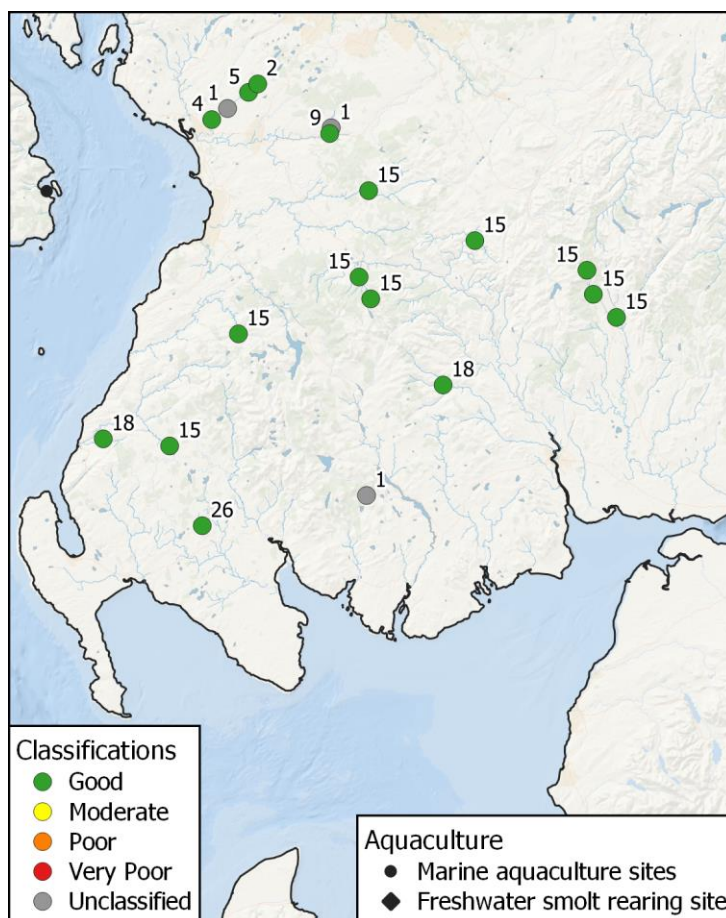 2
5
1
4
1
9
15
15
15
15
15
15
15
15
18
18
15
1
26
Classifications
Good
Moderate
Poor
Very Poor
Unclassified
Aquaculture
Marine aquaculture sites
Freshwater smolt rearing site